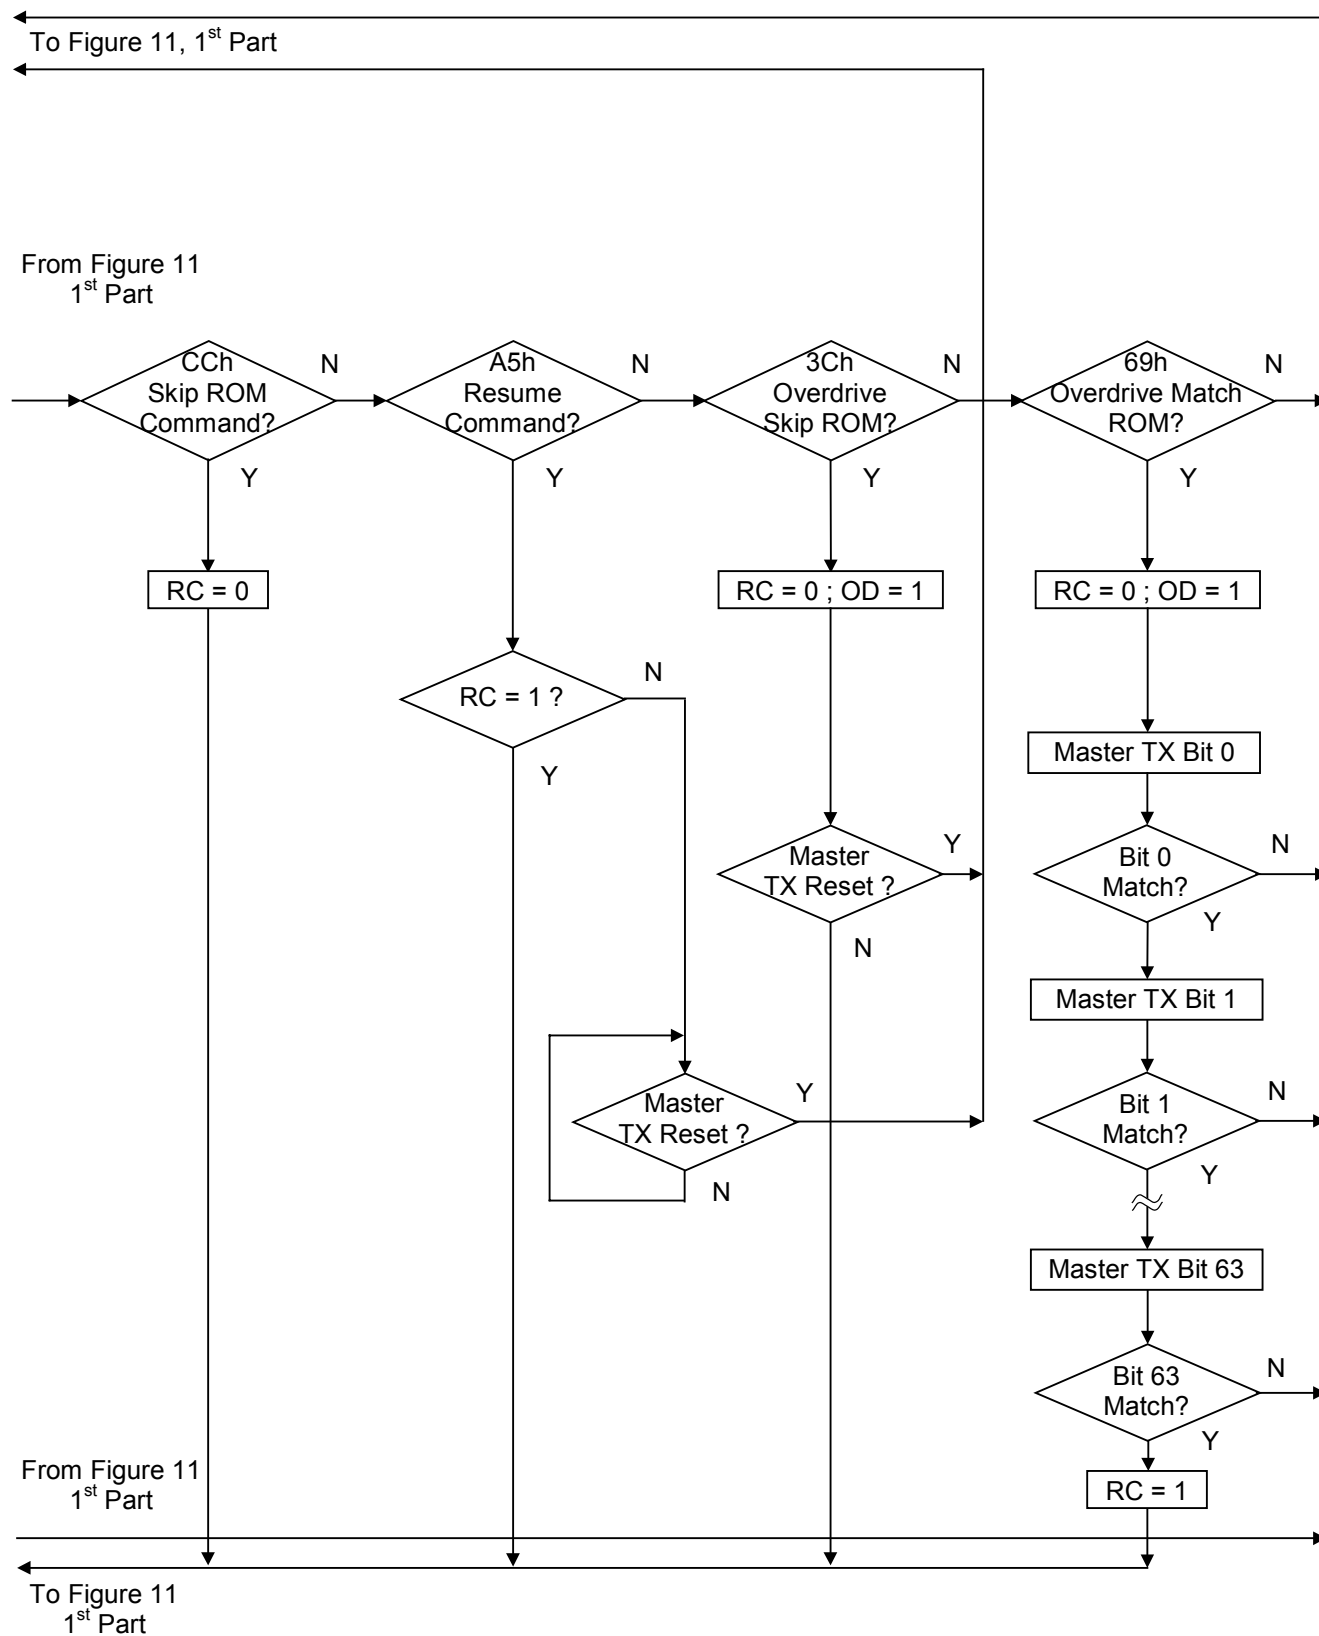 To Figure 11, 1st Part
From Figure 11
1st Part
CCh
Skip ROM
Command?
N
Y
A5h
Resume
Command?
N
Y
3Ch
Overdrive
Skip ROM?
N
Y
69h
Overdrive Match
ROM?
N
Y
RC = 0
RC = 0 ; OD = 1
RC = 0 ; OD = 1
RC = 1 ?
N
Y
Master TX Bit 0
Master
TX Reset ?
Y
N
Bit 0
Match?
N
Y
Master TX Bit 1
Master
TX Reset ?
Y
N
Bit 1
Match?
N
Y
Master TX Bit 63
Bit 63
Match?
N
Y
RC = 1
From Figure 11
1st Part
To Figure 11
1st Part